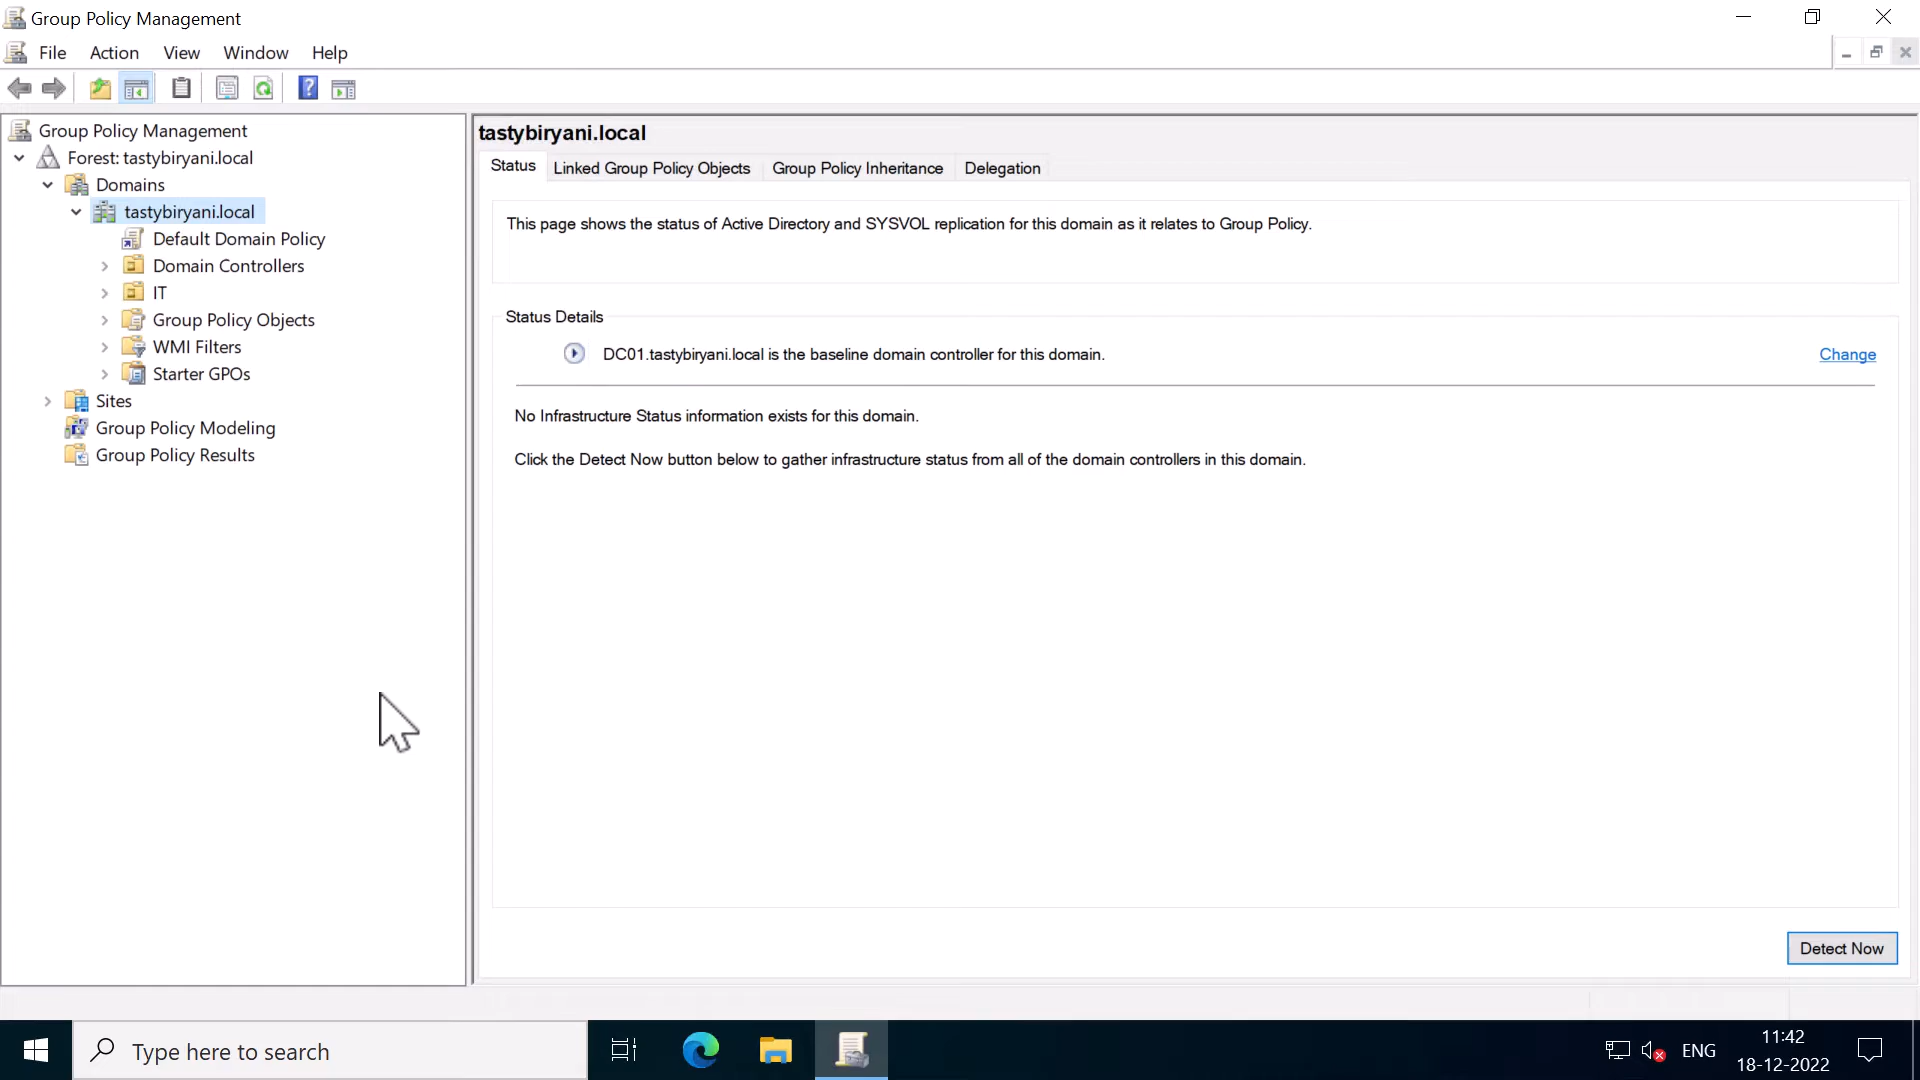 Group Policy Management
File Action View Window Help
Group Policy Management
Forest: tastybiryani.local
Domains
tastybiryani.local
Default Domain Policy
Domain Controllers
IT
Group Policy Objects
WMI Filters
Starter GPOs
Sites
Group Policy Modeling
Group Policy Results
tastybiryani.local
Status Linked Group Policy Objects Group Policy Inheritance Delegation
This page shows the status of Active Directory and SYSVOL replication for this domain as it relates to Group Policy.
Status Details
DC01.tastybiryani.local is the baseline domain controller for this domain. Change
No Infrastructure Status information exists for this domain.
Click the Detect Now button below to gather infrastructure status from all of the domain controllers in this domain.
Detect Now
Type here to search
ENG
11:42
18-12-2022